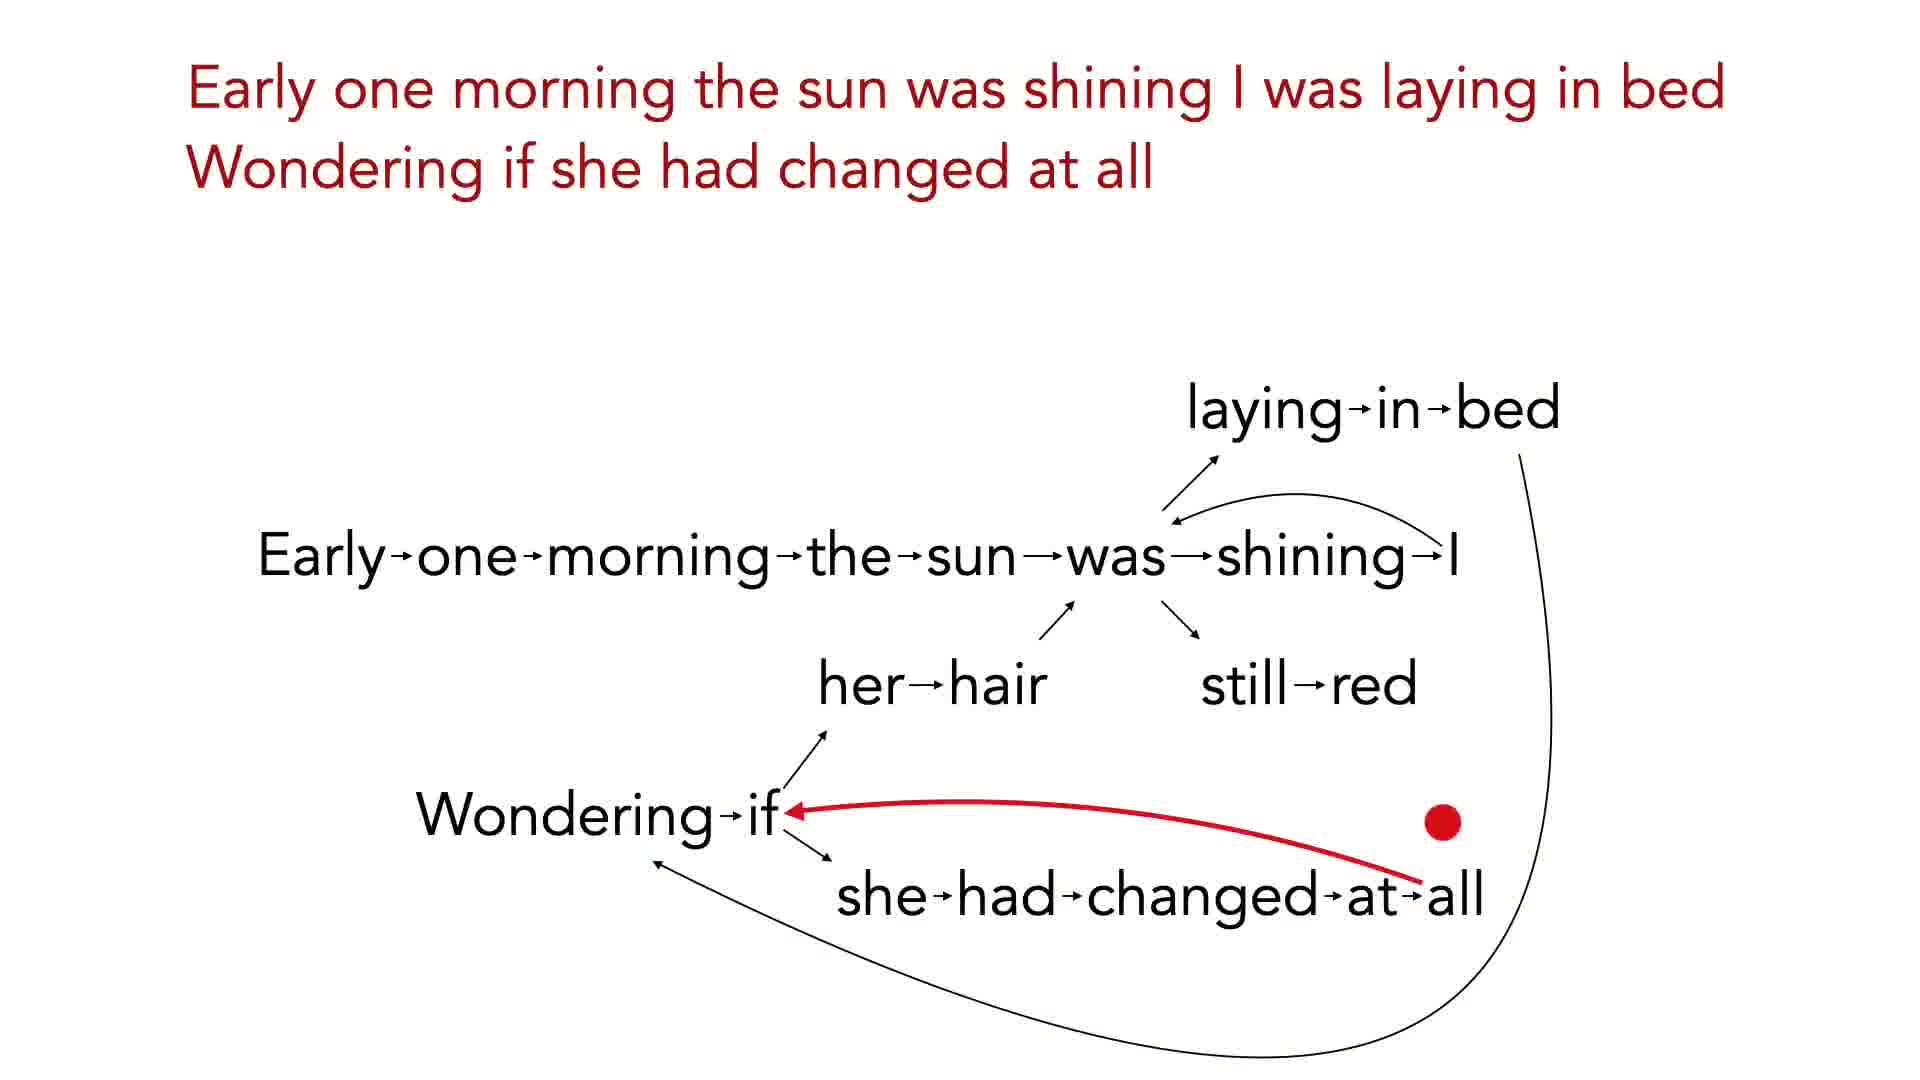 Early one morning the sun was shining I was laying in bed
Wondering if she had changed at all
laying→in→bed
Early→one→morning→the→sun→was→shining→I
her→hair
still→red
Wondering→if
she→had→changed→at→all